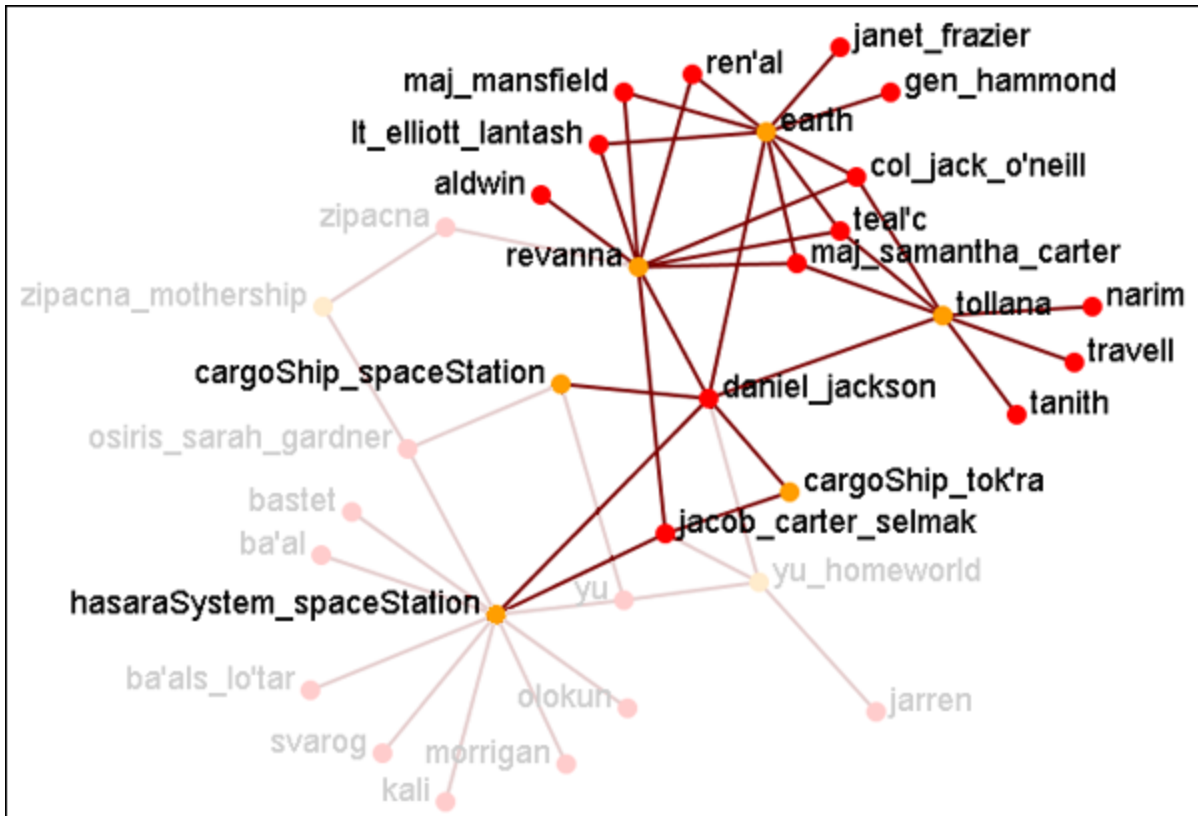 janet_frazier
ren'al
maj_mansfield
gen_hammond
earth
lt_elliott_lantash
col_jack_o'neill
aldwin
zipacna
teal'c
revanna
maj_samantha_carter
zipacna_mothership
narim
tollana
travell
cargoShip_spaceStation
daniel_jackson
tanith
osiris_sarah_gardner
cargoShip_tok'ra
bastet
jacob_carter_selmak
ba'al
yu_homeworld
yu
hasaraSystem_spaceStation
ba'als_lo'tar
olokun
jarren
svarog
morrigan
kali